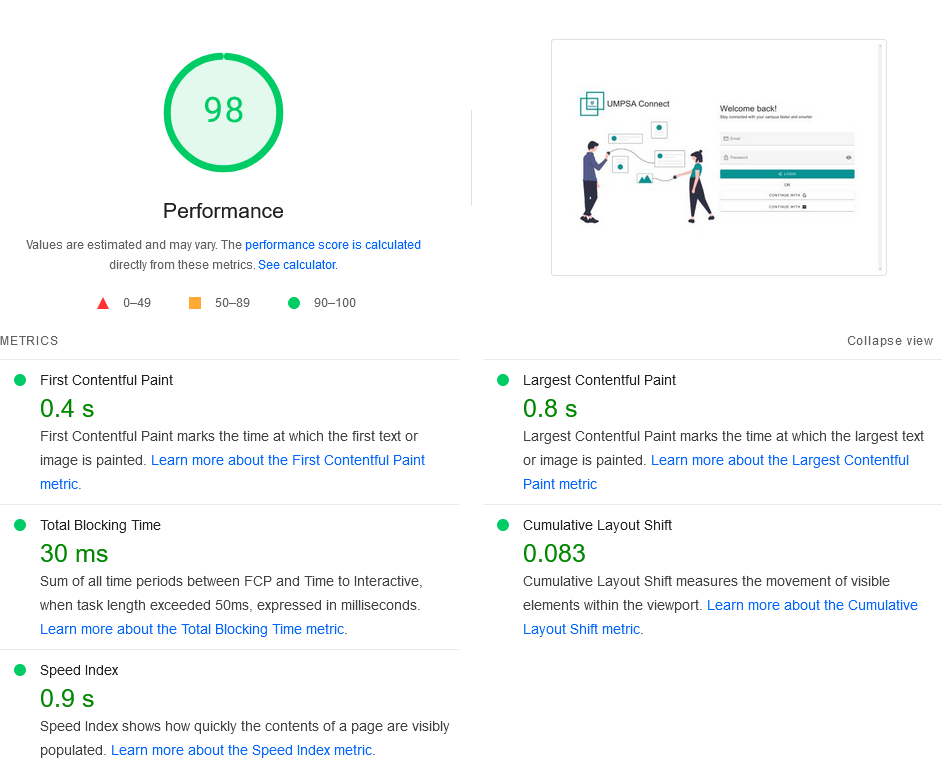 98
Performance
Values are estimated and may vary. The performance score is calculated
directly from these metrics. See calculator.
0–49
50–89
90–100
UMPSA Connect
Welcome back!
Stay connected with your campus faster and smarter
Email
Password
LOGIN
OR
CONTINUE WITH G
CONTINUE WITH
METRICS
Collapse view
First Contentful Paint
0.4 s
First Contentful Paint marks the time at which the first text or
image is painted. Learn more about the First Contentful Paint
metric.
Largest Contentful Paint
0.8 s
Largest Contentful Paint marks the time at which the largest text
or image is painted. Learn more about the Largest Contentful
Paint metric
Total Blocking Time
30 ms
Sum of all time periods between FCP and Time to Interactive,
when task length exceeded 50ms, expressed in milliseconds.
Learn more about the Total Blocking Time metric.
Cumulative Layout Shift
0.083
Cumulative Layout Shift measures the movement of visible
elements within the viewport. Learn more about the Cumulative
Layout Shift metric.
Speed Index
0.9 s
Speed Index shows how quickly the contents of a page are visibly
populated. Learn more about the Speed Index metric.